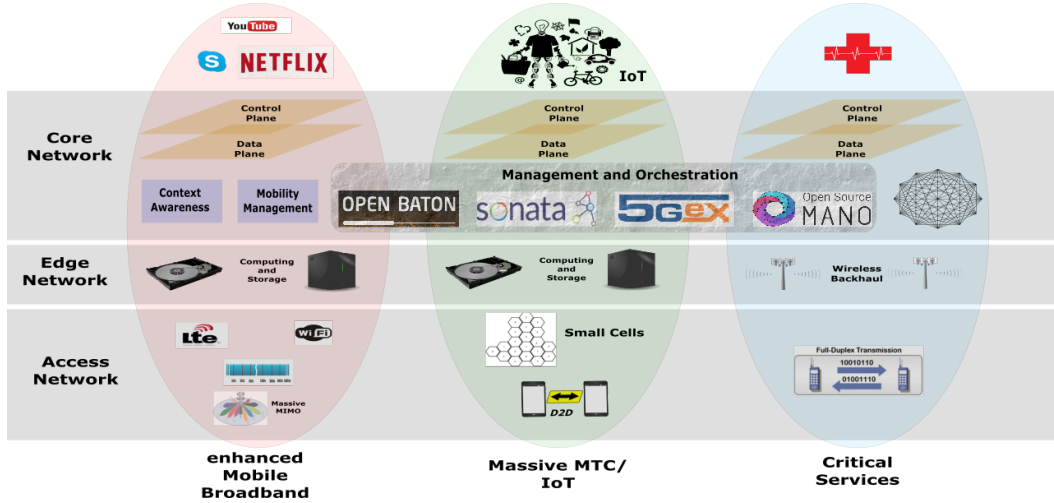 YouTube
NETFLIX
IoT
Core
Network
Control
Plane
Data
Plane
Control
Plane
Data
Plane
Control
Plane
Data
Plane
Management and Orchestration
Context
Awareness
Mobility
Management
OPEN BATON
sonata
5Gex
Open Source
MANO
Edge
Network
Computing
and
Storage
Computing
and
Storage
Wireless
Backhaul
Access
Network
Lte
Wi Fi
Massive
MIMO
Small Cells
D2D
Full-Duplex Transmission
10010110
01001110
enhanced
Mobile
Broadband
Massive MTC/
IoT
Critical
Services